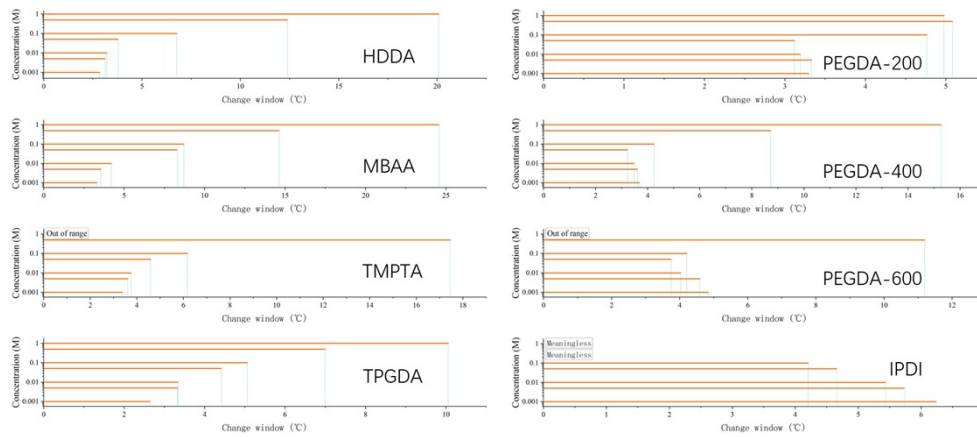 Concentration (M)
1
0.1
0.01
0.001
HDDA
0 5 10 15 20
Change window (℃)
Concentration (M)
1
0.1
0.01
0.001
PEGDA-200
0 1 2 3 4 5
Change window (℃)
Concentration (M)
1
0.1
0.01
0.001
MBAA
0 5 10 15 20 25
Change window (℃)
Concentration (M)
1
0.1
0.01
0.001
PEGDA-400
0 2 4 6 8 10 12 14 16
Change window (℃)
Concentration (M)
1
Out of range
0.1
0.01
0.001
TMPTA
0 2 4 6 8 10 12 14 16 18
Change window (℃)
Concentration (M)
1
Out of range
0.1
0.01
0.001
PEGDA-600
0 2 4 6 8 10 12
Change window (℃)
Concentration (M)
1
0.1
0.01
0.001
TPGDA
0 2 4 6 8 10
Change window (℃)
Concentration (M)
1
Meaningless
Meaningless
0.1
0.01
0.001
IPDI
0 1 2 3 4 5 6
Change window (℃)